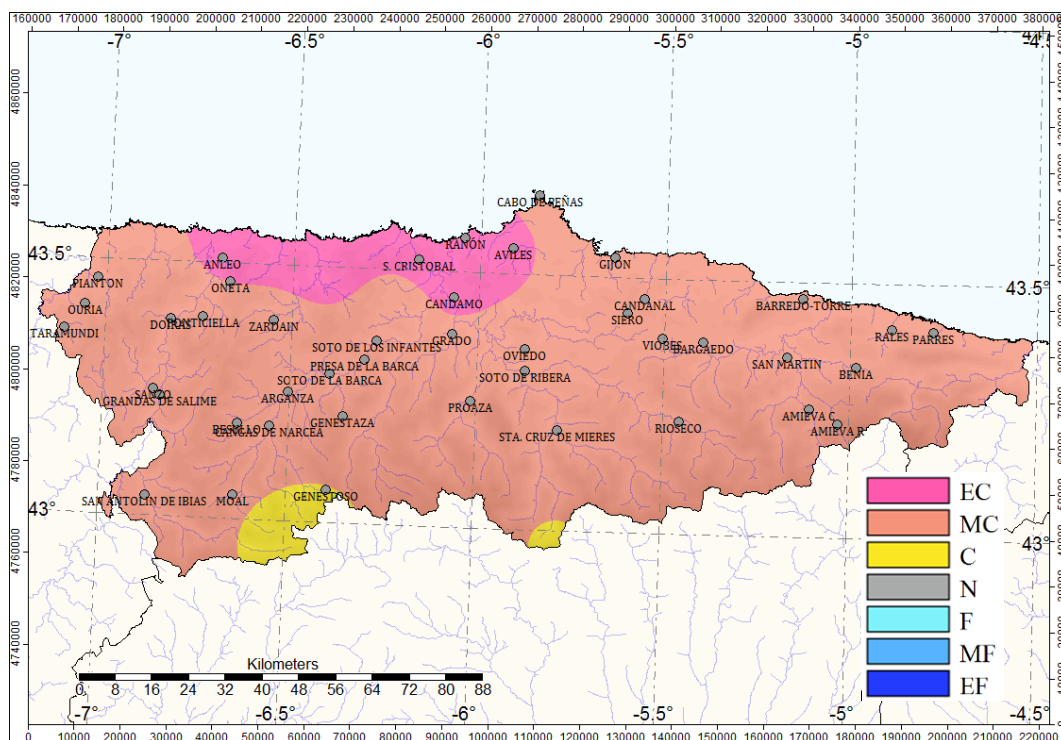 160000 170000 180000 190000 200000 210000 220000 230000 240000 250000 260000 270000 280000 290000 300000 310000 320000 330000 340000 350000 360000 370000 380000
-7° -6.5° -6° -5.5° -5° -4.5
4860000
4840000
CABO DE PEÑAS
RANÓN
43.5° ANLEO S. CRISTOBAL AVILES GIJON
4820000
PIANTON ONETA 43.5°
OURIA CANDAMO CANDANAL BARREDO-TORRE
TARAMUNDI DOIRAS PONTICIELLA ZARDAIN SIERO
SOTO DE LOS INFANTES GRADO VIOBES BARGAEDO RALES PARRES
4800000
PRESA DE LA BARCA OVIEDO SAN MARTIN
SOTO DE LA BARCA SOTO DE RIBERA BENIA
SANZO
GRANDAS DE SALIME ARGANZA PROAZA
AMIEVA C.
BESULLO CANGAS DE NARCEA GENESTAZA STA. CRUZ DE MIERES RIOSECO AMIEVA R.
4780000
SAN ANTOLIN DE IBIAS MOAL GENESTOSO
43° 43°
4760000
EC
MC
C
N
F
MF
EF
4740000
Kilometers
0 8 16 24 32 40 48 56 64 72 80 88
-7° -6.5° -6° -5.5° -5° -4.5
0 10000 20000 30000 40000 50000 60000 70000 80000 90000 100000 110000 120000 130000 140000 150000 160000 170000 180000 190000 200000 210000